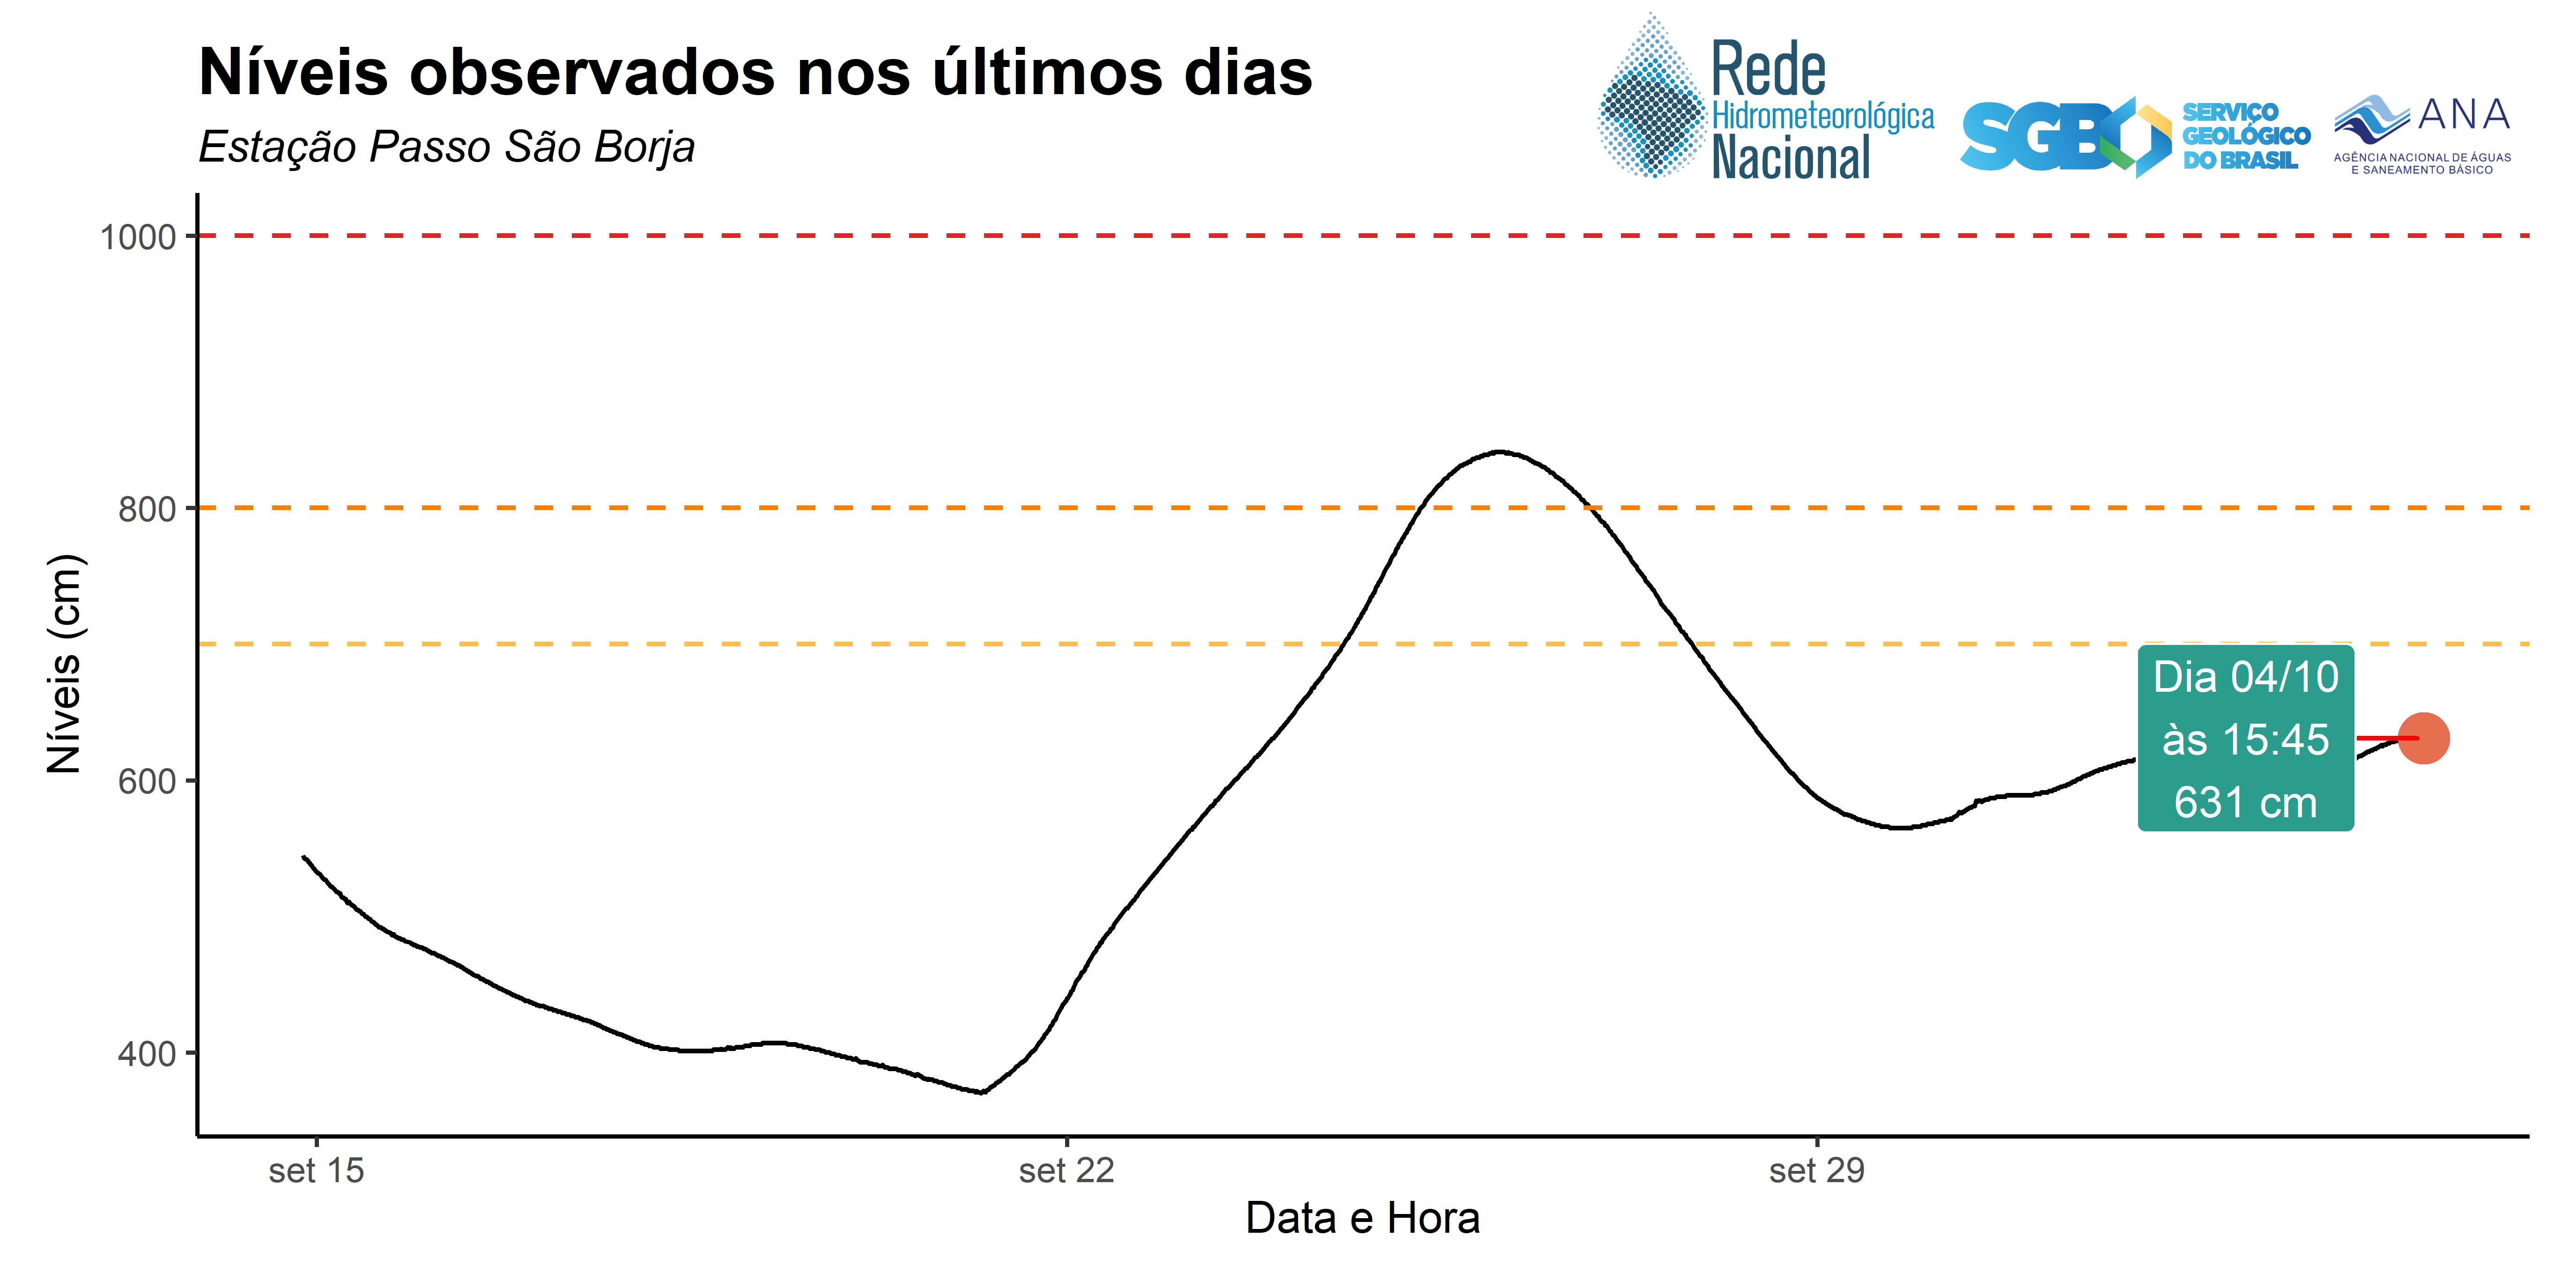 Níveis observados nos últimos dias
Estação Passo São Borja
Rede
Hidrometeorológica
Nacional
SGB
SERVIÇO
GEOLÓGICO
DO BRASIL
ANA
AGÊNCIA NACIONAL DE ÁGUAS
E SANEAMENTO BÁSICO
Níveis (cm)
1000
800
600
400
Dia 04/10
às 15:45
631 cm
set 15
set 22
set 29
Data e Hora